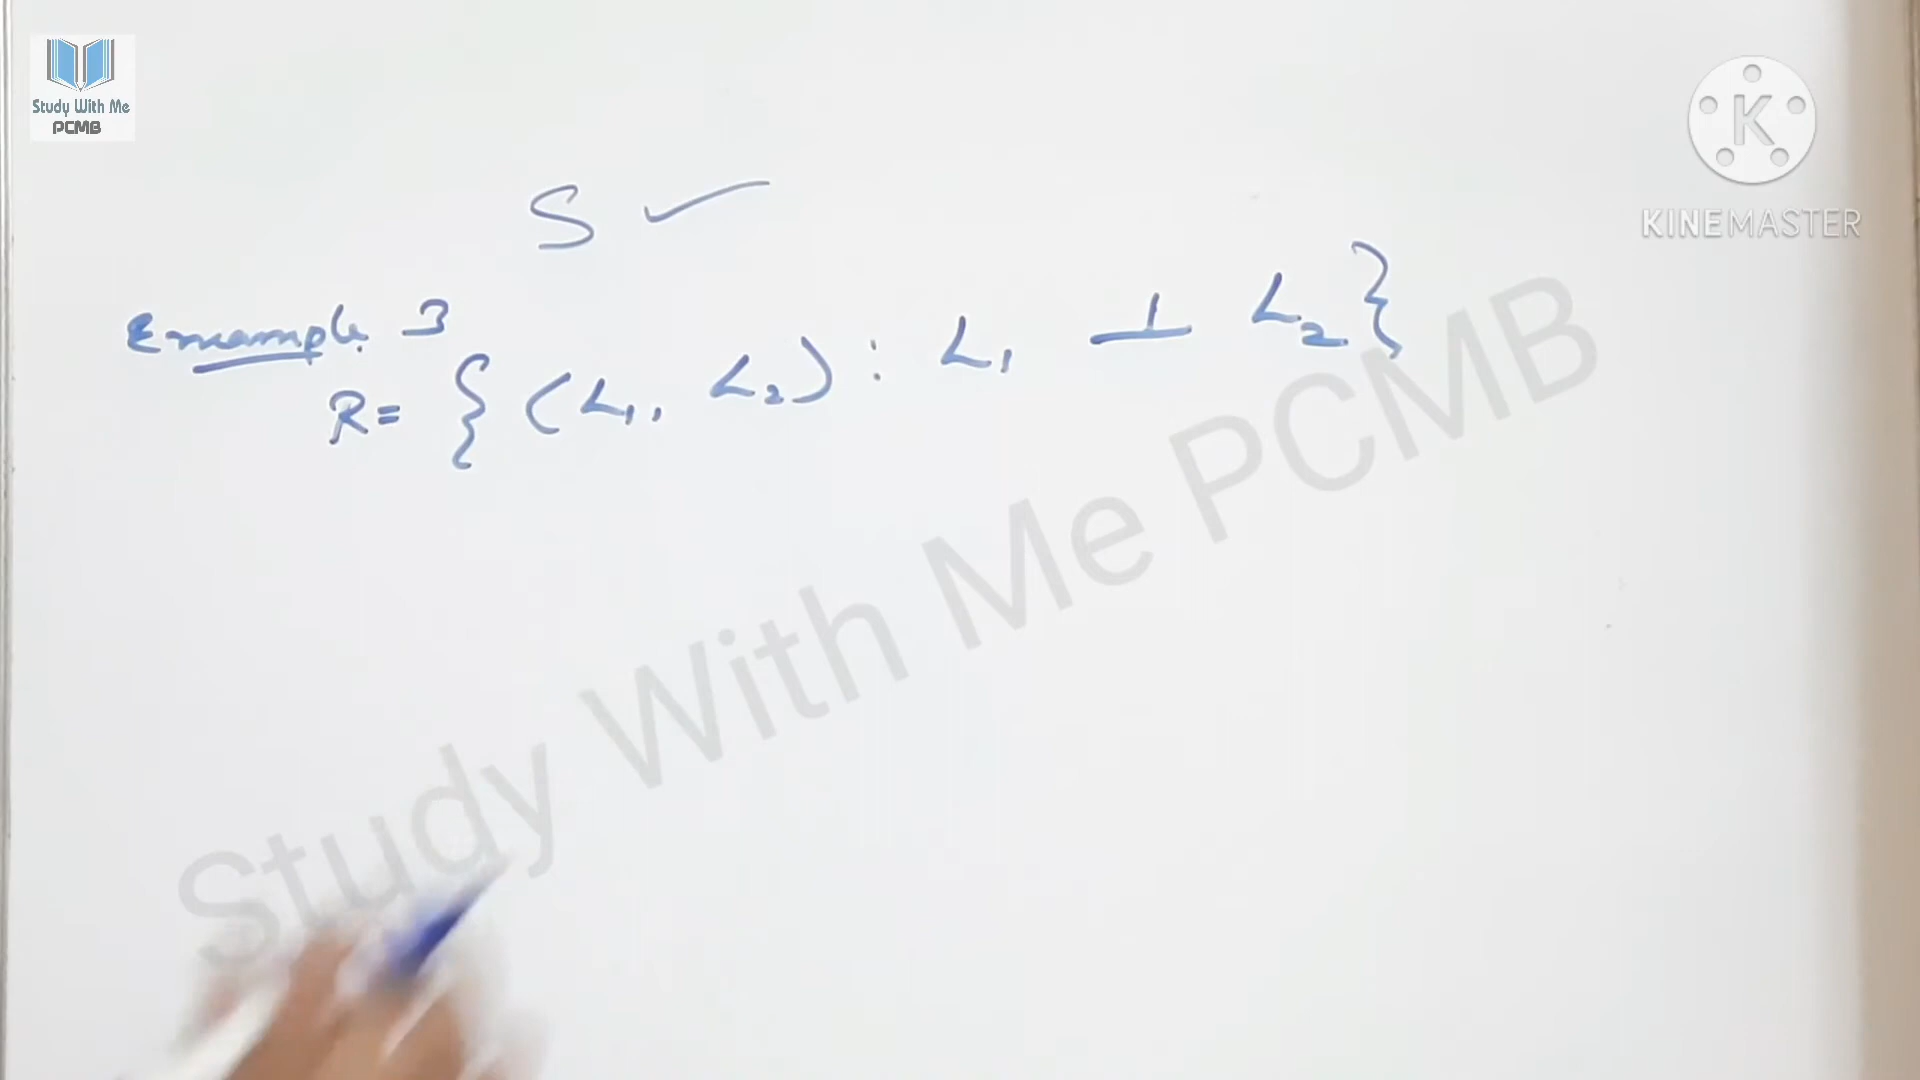 Study With Me
PCMB
KINEMASTER
S ✓
Example 3
R = { (L₁, L₂) : L₁ ⊥ L₂ }
Study With Me PCMB